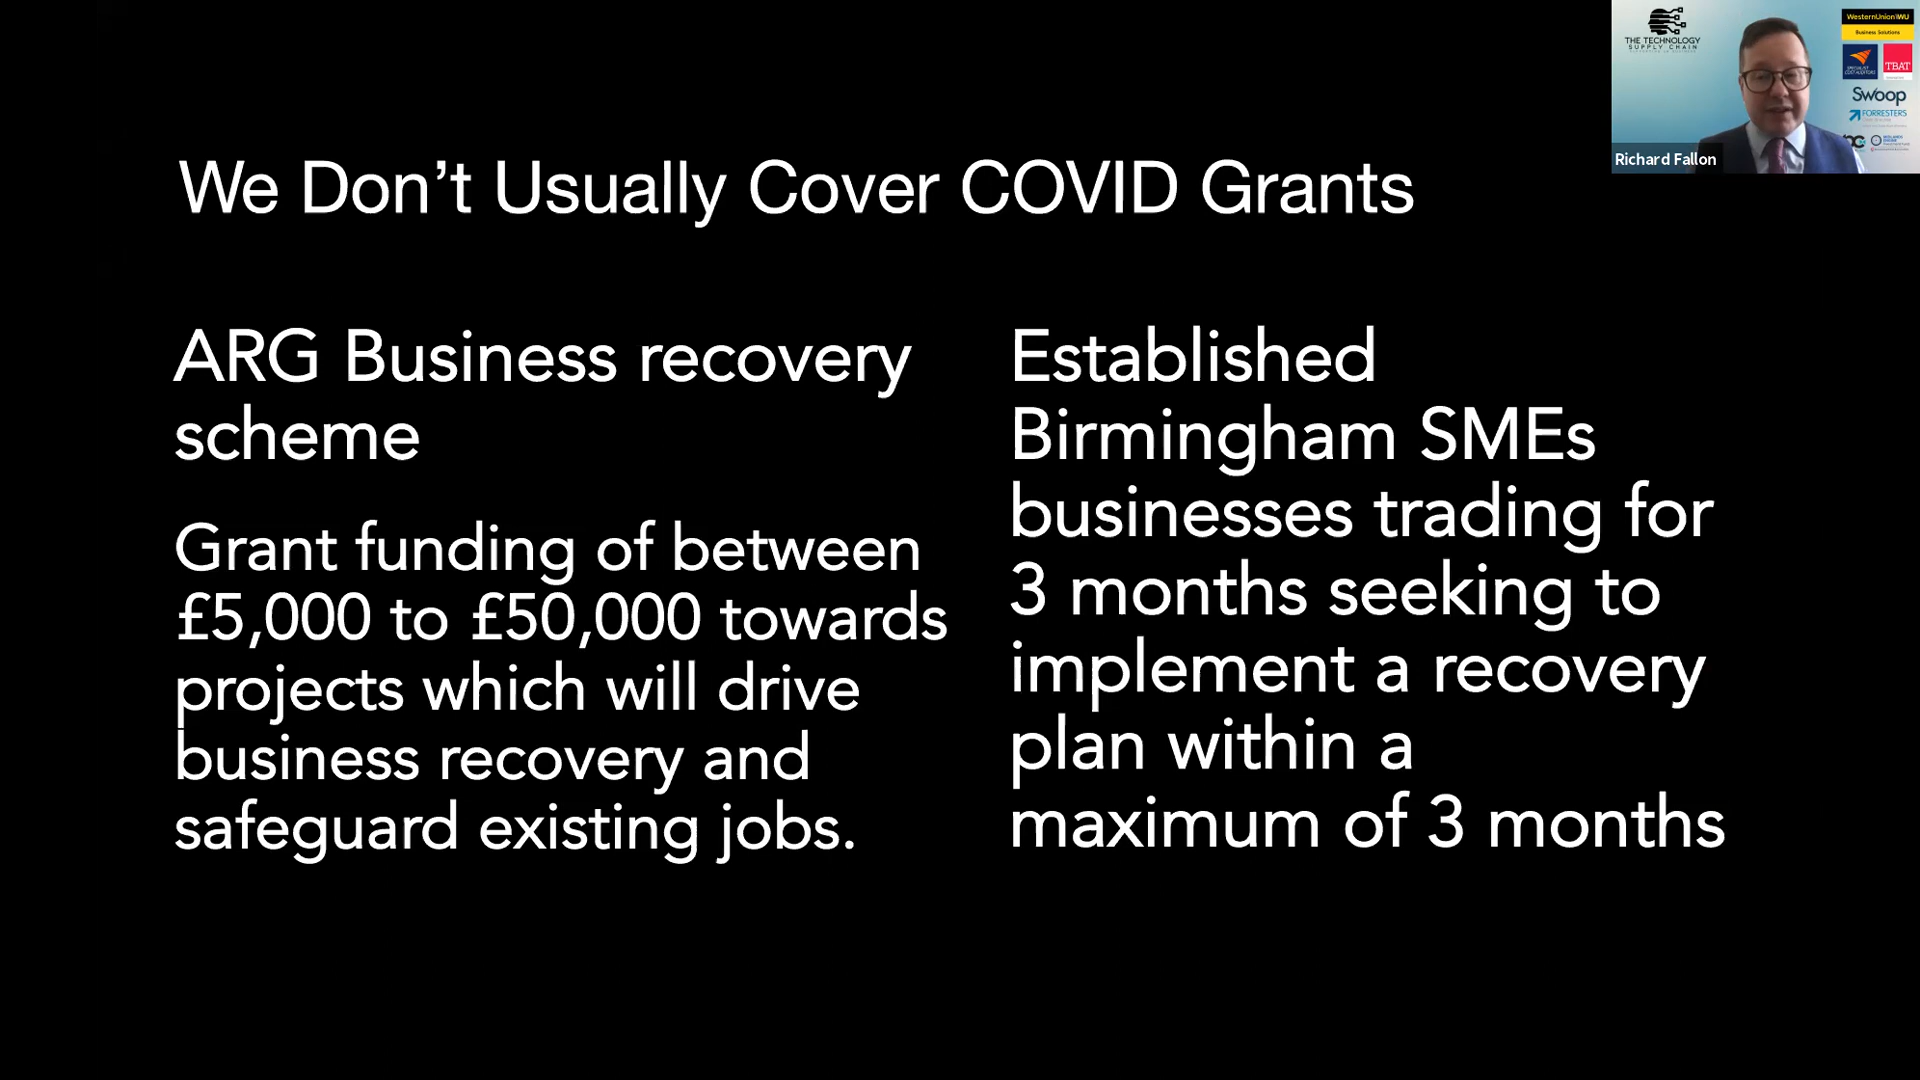 We Don’t Usually Cover COVID Grants
ARG Business recovery
scheme
Grant funding of between
£5,000 to £50,000 towards
projects which will drive
business recovery and
safeguard existing jobs.
Established
Birmingham SMEs
businesses trading for
3 months seeking to
implement a recovery
plan within a
maximum of 3 months
THE TECHNOLOGY
SUPPLY CHAIN
WesternUnion WU
Business Solutions
SPECIALIST
COST AUDITORS
TBAT
Swoop
FORRESTERS
Richard Fallon